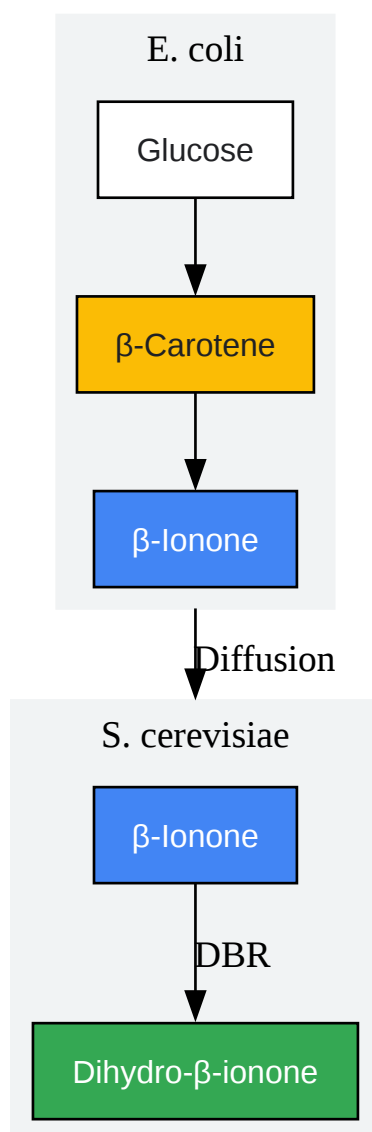 E. coli
Glucose
β-Carotene
β-Ionone
Diffusion
S. cerevisiae
β-Ionone
DBR
Dihydro-β-ionone